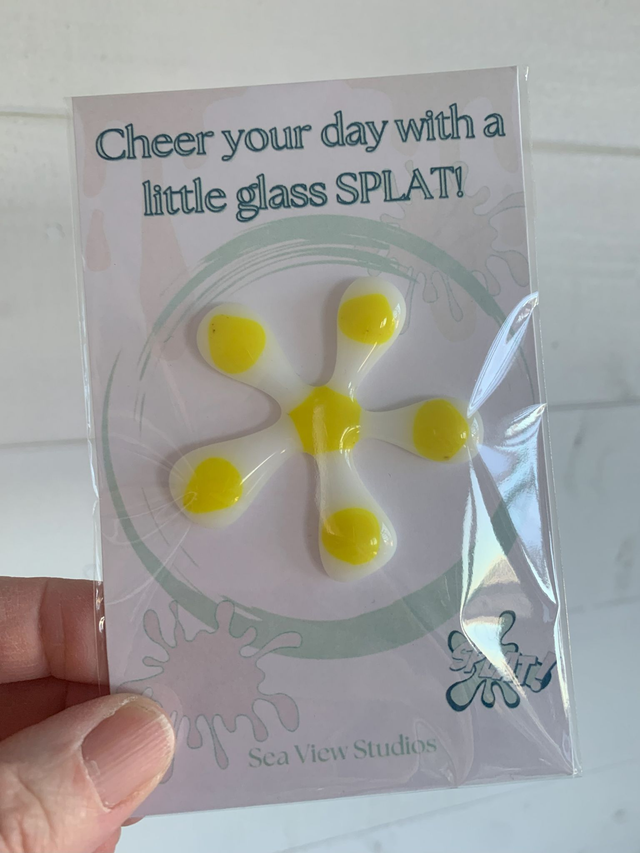 Cheer your day with a
little glass SPLAT!
SPLAT!
Sea View Studios